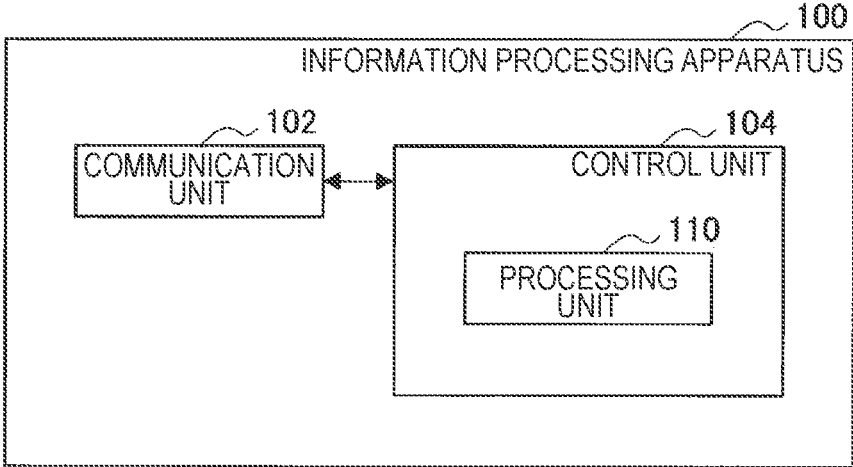 100
INFORMATION PROCESSING APPARATUS
102
COMMUNICATION
UNIT
104
CONTROL UNIT
110
PROCESSING
UNIT